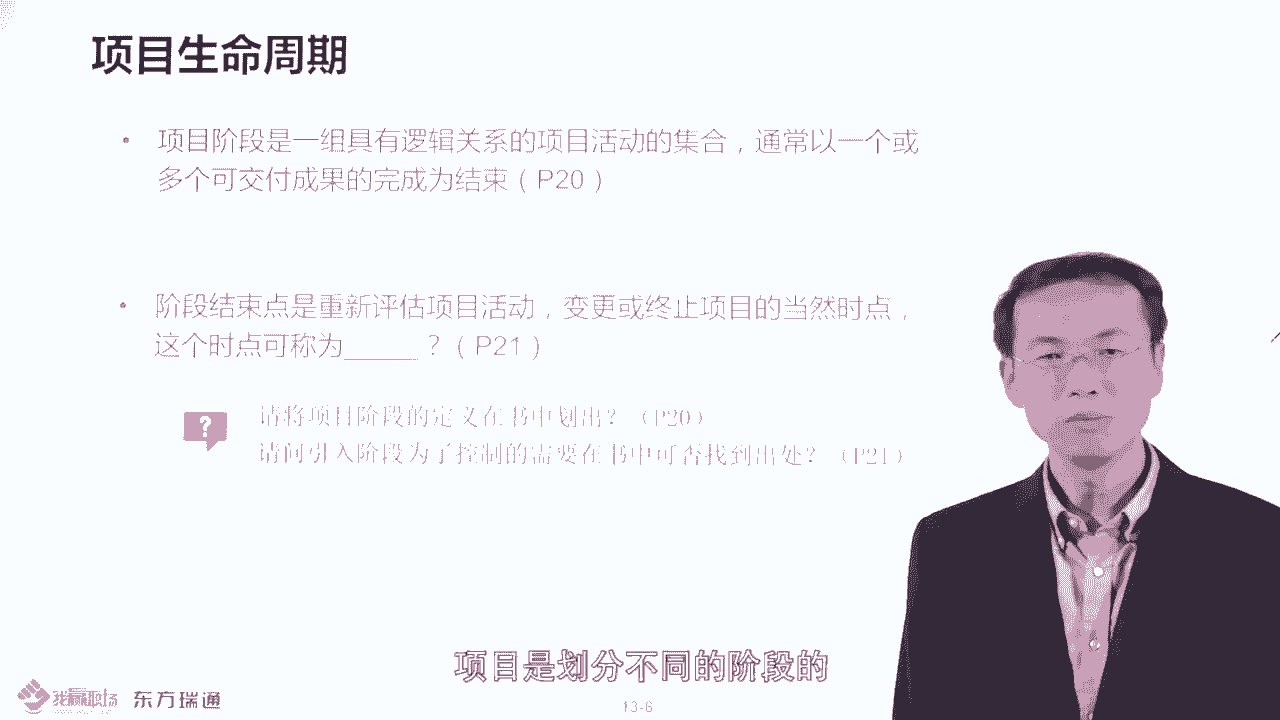 项目生命周期
• 项目阶段是一组具有逻辑关系的项目活动的集合，通常以一个或
多个可交付成果的完成为结束（P20）
• 阶段结束点是重新评估项目活动，变更或终止项目的当然时点，
这个时点可称为______？（P21）
?
请将项目阶段的定义在书中划出？（P20）
请问引入阶段为了控制的需要在书中可否找到出处？（P21）
项目是划分不同的阶段的
我赢职场 东方瑞通
13-6